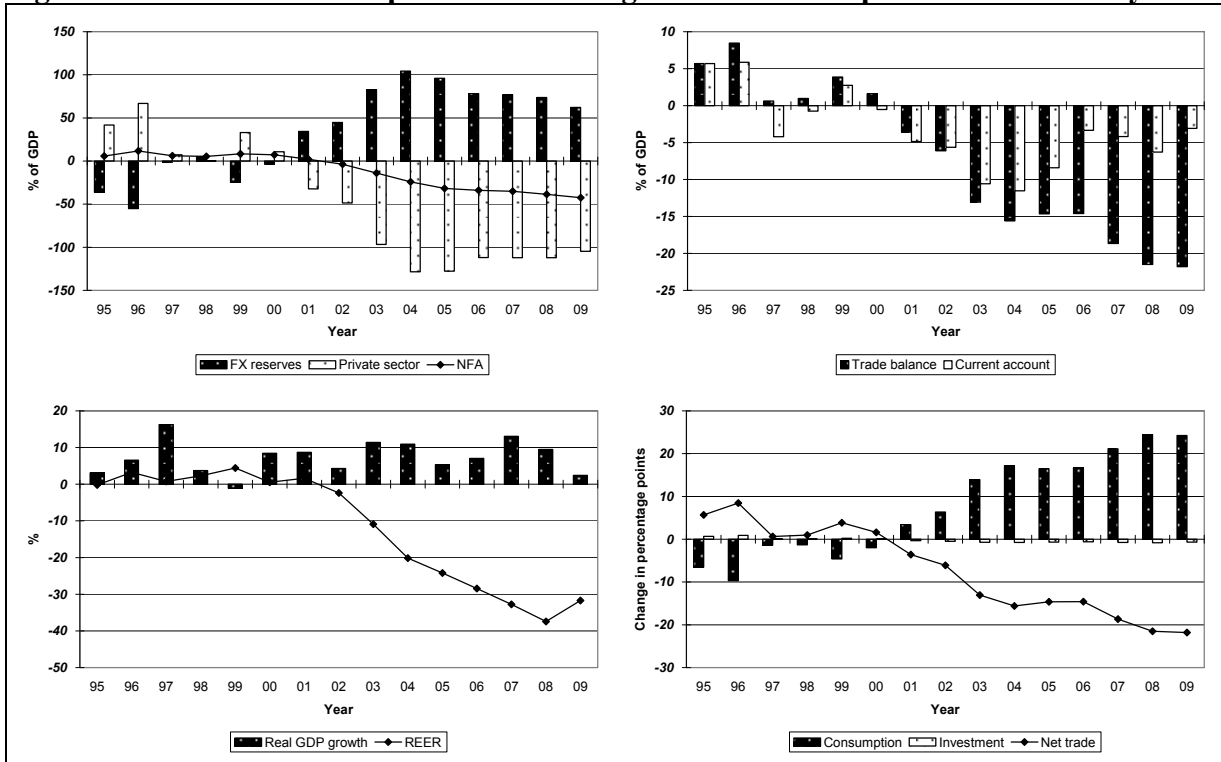 % of GDP
100
50
0
-50
-100
-150
95 96 97 98 99 00 01 02 03 04 05 06 07 08 09
Year
FX reserves Private sector NFA
% of GDP
10
5
0
-5
-10
-15
-20
-25
95 96 97 98 99 00 01 02 03 04 05 06 07 08 09
Year
Trade balance Current account
%
20
10
0
-10
-20
-30
-40
-50
95 96 97 98 99 00 01 02 03 04 05 06 07 08 09
Year
Real GDP growth REER
Change in percentage points
30
20
10
0
-10
-20
-30
95 96 97 98 99 00 01 02 03 04 05 06 07 08 09
Year
Consumption Investment Net trade